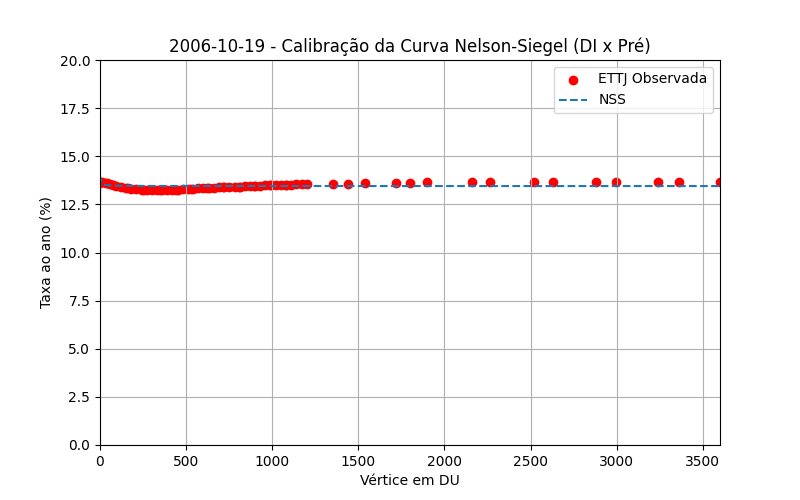 2006-10-19 - Calibração da Curva Nelson-Siegel (DI x Pré)
ETTJ Observada
NSS
Taxa ao ano (%)
20.0
17.5
15.0
12.5
10.0
7.5
5.0
2.5
0.0
0 500 1000 1500 2000 2500 3000 3500
Vértice em DU